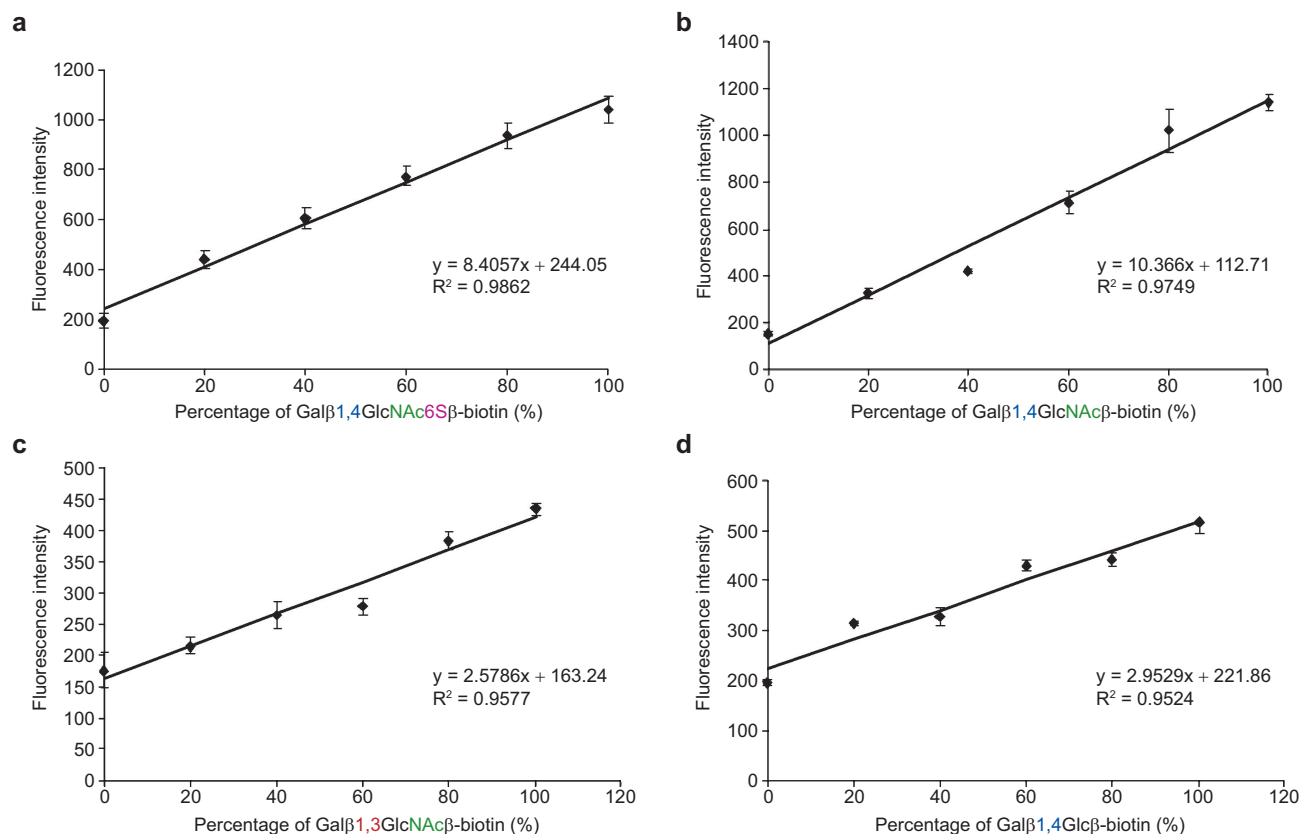 a
1200
1000
800
600
400
200
0
Fluorescence intensity
y = 8.4057x + 244.05
R² = 0.9862
0 20 40 60 80 100
Percentage of Galβ1,4GlcNAc6Sβ-biotin (%)
b
1400
1200
1000
800
600
400
200
0
Fluorescence intensity
y = 10.366x + 112.71
R² = 0.9749
0 20 40 60 80 100
Percentage of Galβ1,4GlcNAcβ-biotin (%)
c
500
450
400
350
300
250
200
150
100
50
0
Fluorescence intensity
y = 2.5786x + 163.24
R² = 0.9577
0 20 40 60 80 100 120
Percentage of Galβ1,3GlcNAcβ-biotin (%)
d
600
500
400
300
200
100
0
Fluorescence intensity
y = 2.9529x + 221.86
R² = 0.9524
0 20 40 60 80 100 120
Percentage of Galβ1,4Glcβ-biotin (%)